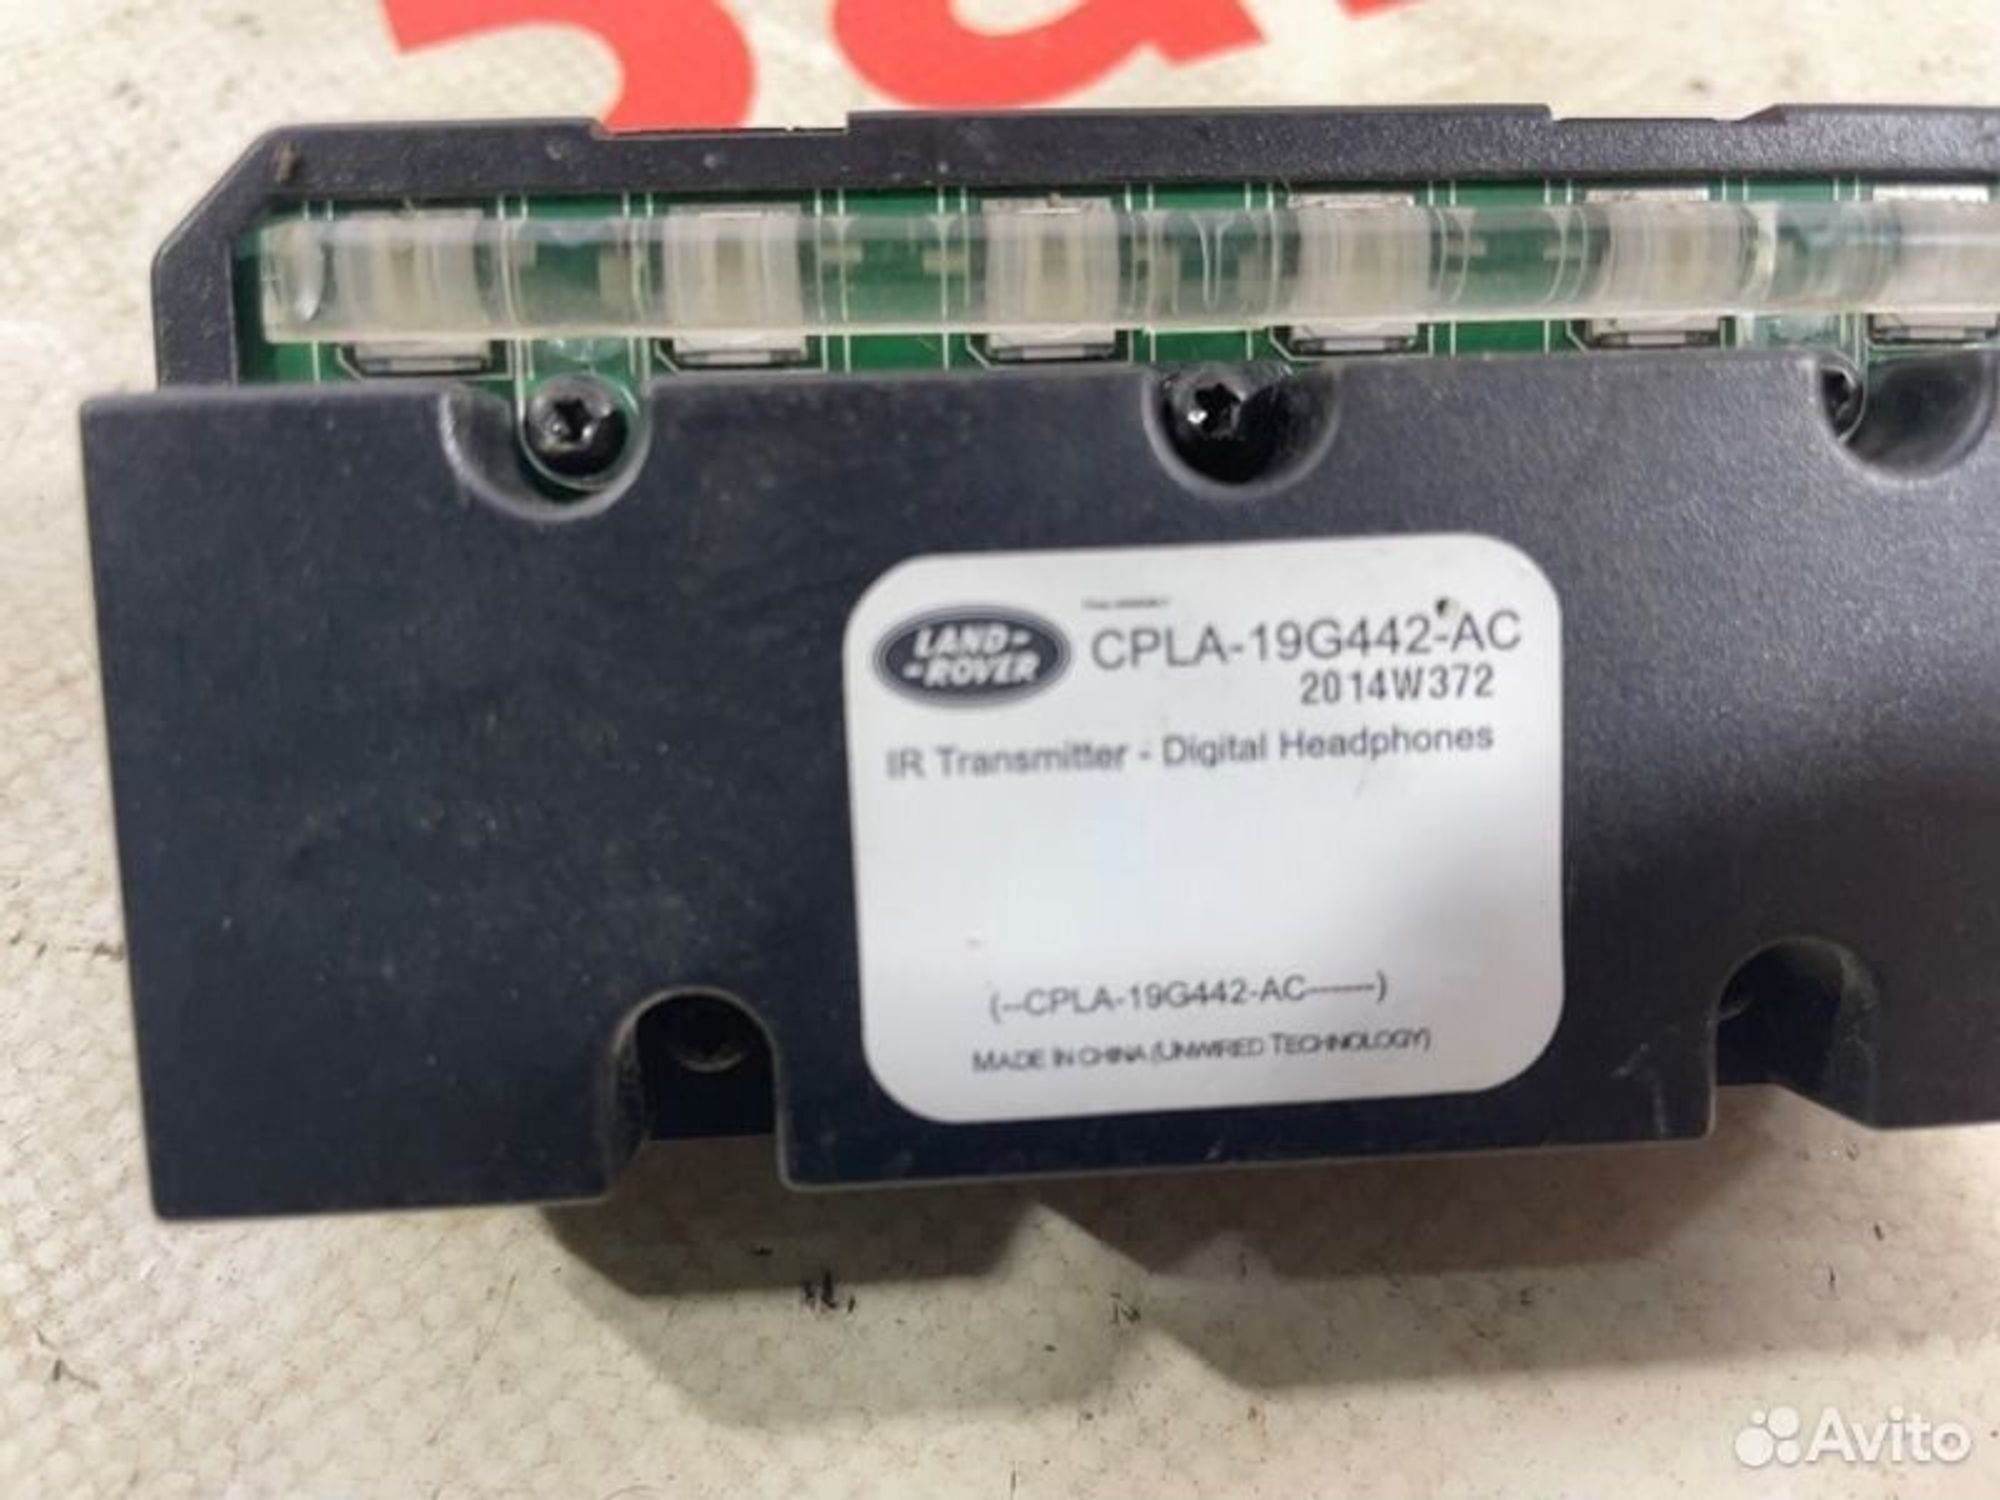 LAND-
-ROVER
CPLA-19G442-AC
2014W372
IR Transmitter - Digital Headphones
(--CPLA-19G442-AC------)
MADE IN CHINA (UNWIRED TECHNOLOGY)
Avito